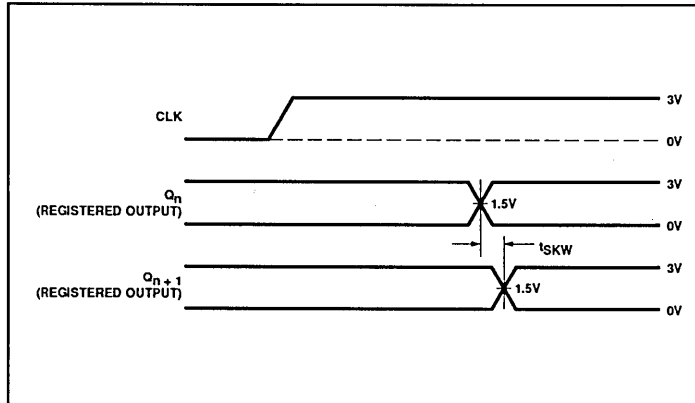 CLK
3V
0V
Qn
(REGISTERED OUTPUT)
3V
1.5V
0V
tSKW
Qn + 1
(REGISTERED OUTPUT)
3V
1.5V
0V